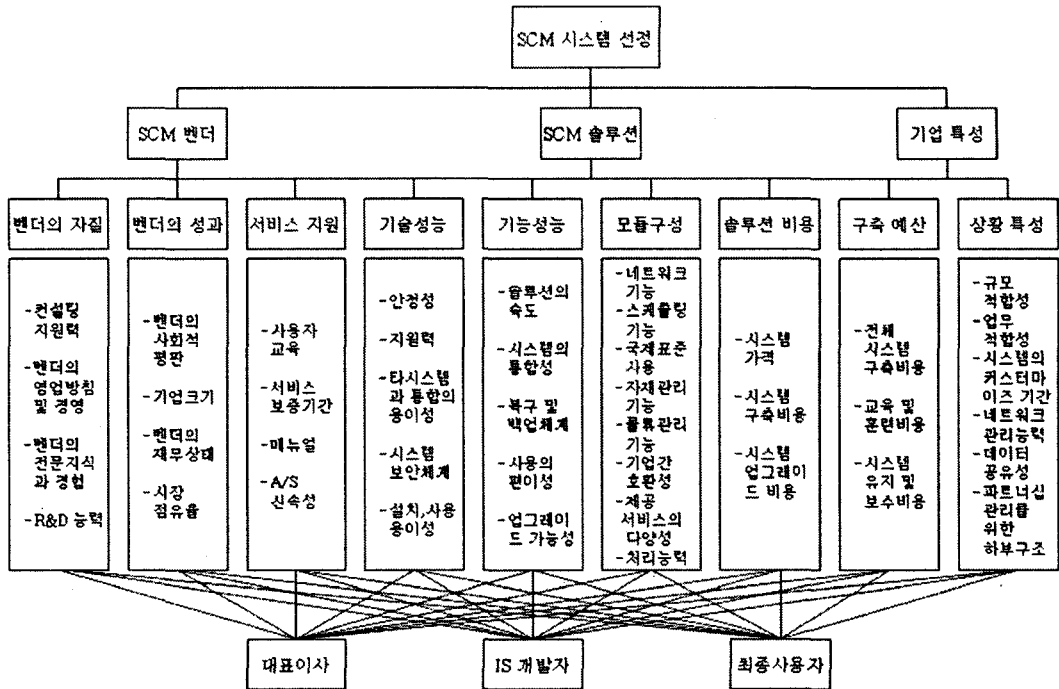 SCM 시스템 선정
SCM 벤더
SCM 솔루션
기업 특성
벤더의 자질
벤더의 성과
서비스 지원
기술성능
기능성능
모듈구성
솔루션 비용
구축 예산
상황 특성
-컨설팅
지원력
-벤더의
영업방침
및 경영
-벤더의
전문지식
과 경험
-R&D 능력
-벤더의
사회적
평판
-기업크기
-벤더의
재무상태
-시장
점유율
-사용자
교육
-서비스
보증기간
-매뉴얼
-A/S
신속성
-안정성
-지원력
-타시스템
과 통합의
용이성
-시스템
보안체계
-설치,사용
용이성
-솔루션의
속도
-시스템의
통합성
-복구 및
백업체계
-사용의
편이성
-업그레이
드 가능성
-네트워크
기능
-스케쥴링
기능
-국제표준
사용
-자재관리
기능
-물류관리
기능
-기업간
호환성
-제공
서비스의
다양성
-처리능력
-시스템
가격
-시스템
구축비용
-시스템
업그레이
드 비용
-전체
시스템
구축비용
-교육 및
훈련비용
-시스템
유지 및
보수비용
-규모
적합성
-업무
적합성
-시스템의
커스터마
이즈 기간
-네트워크
관리능력
-데이터
공유성
-파트너십
관리를
위한
하부구조
대표이사
IS 개발자
최종사용자